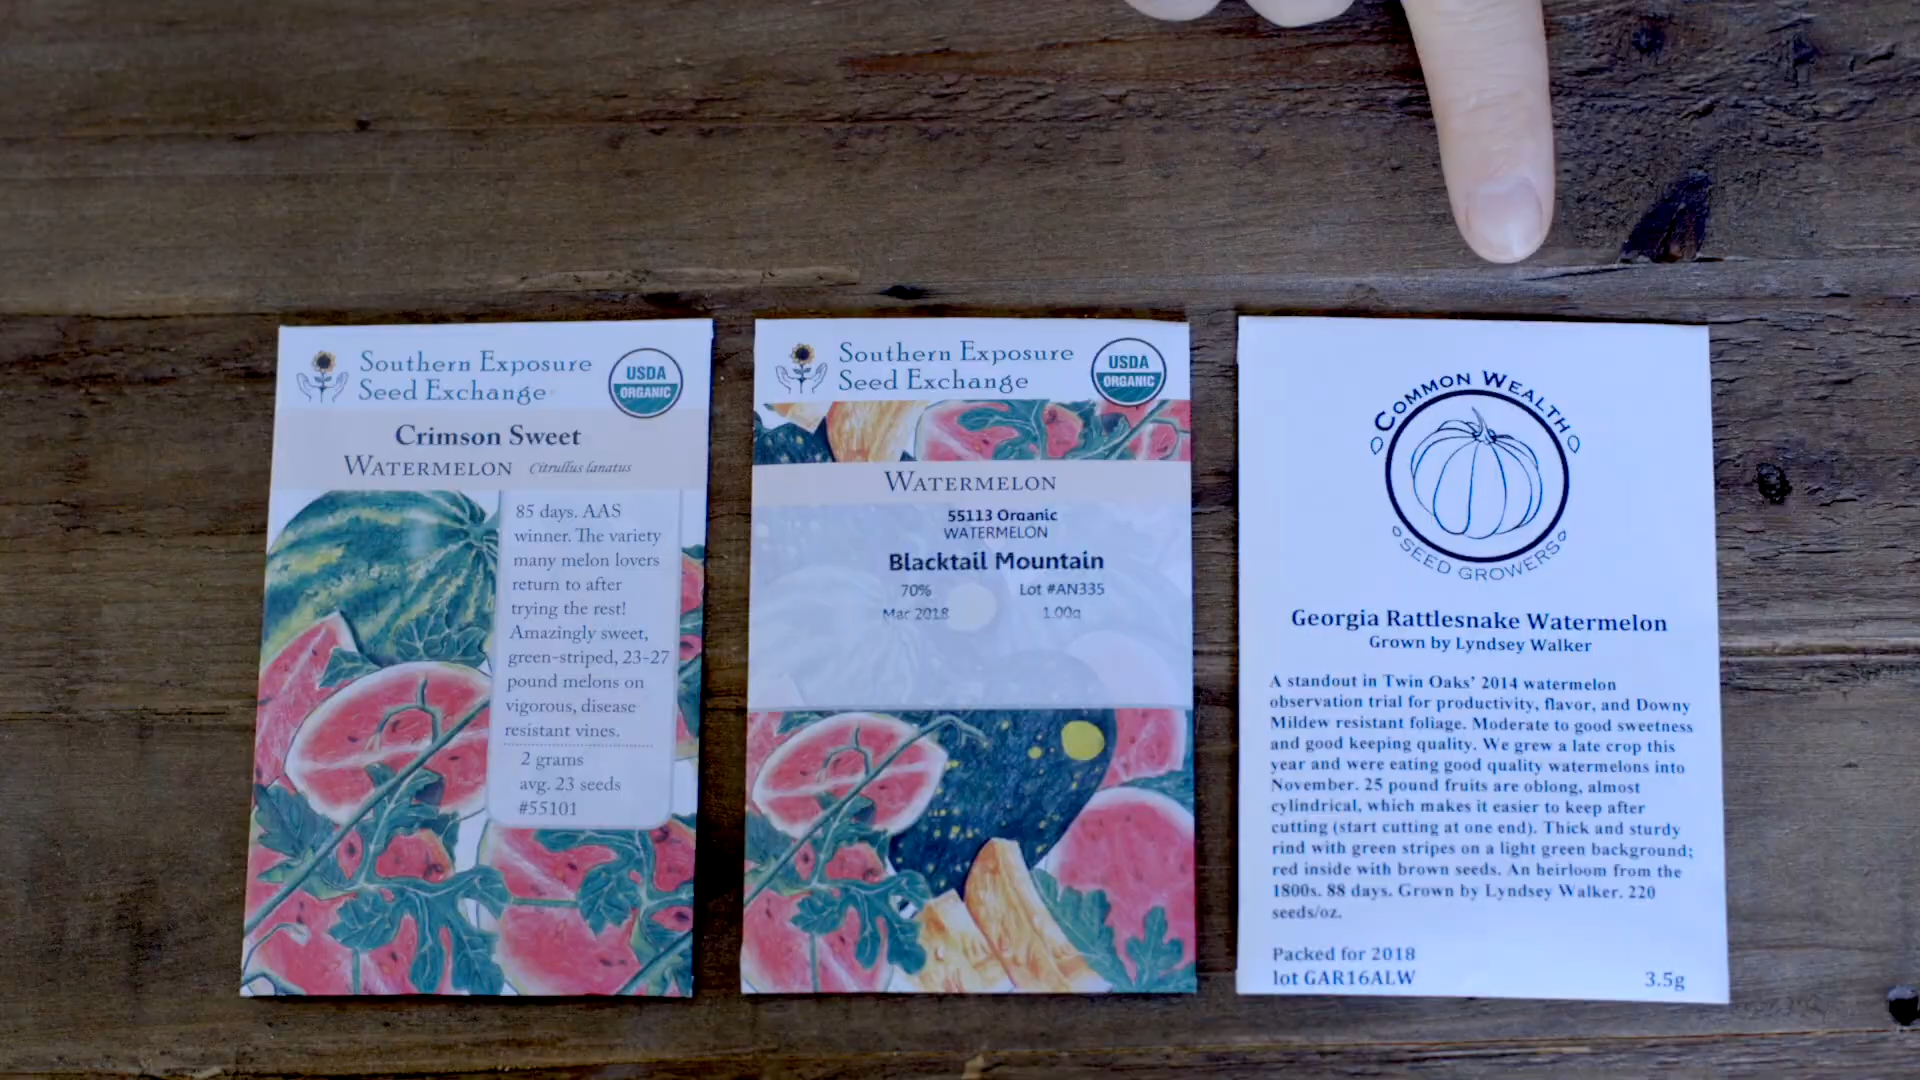 Southern Exposure
Seed Exchange
USDA
ORGANIC
Crimson Sweet
WATERMELON Citrullus lanatus
85 days. AAS
winner. The variety
many melon lovers
return to after
trying the rest!
Amazingly sweet,
green-striped, 23-27
pound melons on
vigorous, disease
resistant vines.
2 grams
avg. 23 seeds
#55101
Southern Exposure
Seed Exchange
USDA
ORGANIC
WATERMELON
55113 Organic
WATERMELON
Blacktail Mountain
70% Lot #AN335
Mar 2018 1.00g
COMMON WEALTH
SEED GROWERS
Georgia Rattlesnake Watermelon
Grown by Lyndsey Walker
A standout in Twin Oaks' 2014 watermelon
observation trial for productivity, flavor, and Downy
Mildew resistant foliage. Moderate to good sweetness
and good keeping quality. We grew a late crop this
year and were eating good quality watermelons into
November. 25 pound fruits are oblong, almost
cylindrical, which makes it easier to keep after
cutting (start cutting at one end). Thick and sturdy
rind with green stripes on a light green background;
red inside with brown seeds. An heirloom from the
1800s. 88 days. Grown by Lyndsey Walker. 220
seeds/oz.
Packed for 2018
lot GAR16ALW 3.5g